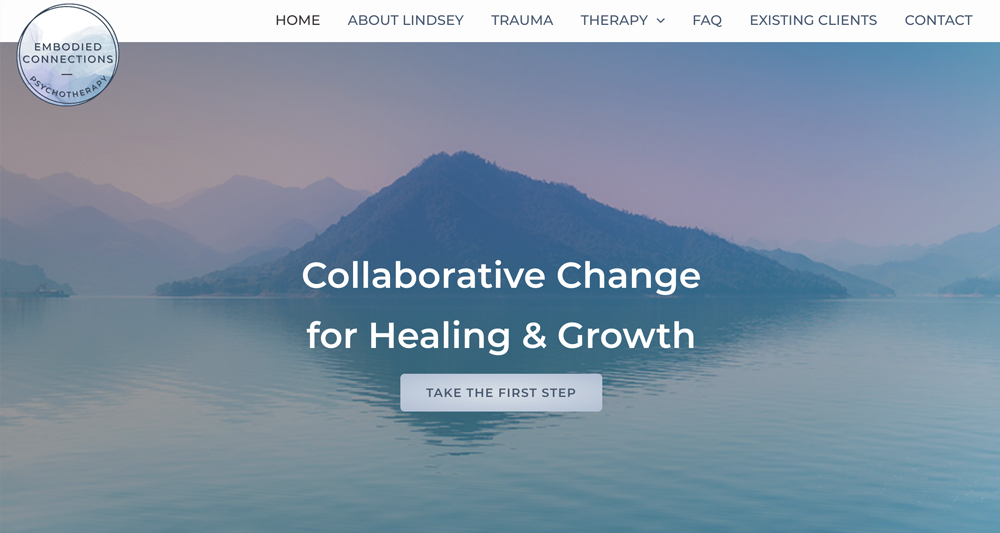 EMBODIED
CONNECTIONS
PSYCHOTHERAPY
HOME ABOUT LINDSEY TRAUMA THERAPY FAQ EXISTING CLIENTS CONTACT
Collaborative Change
for Healing & Growth
TAKE THE FIRST STEP